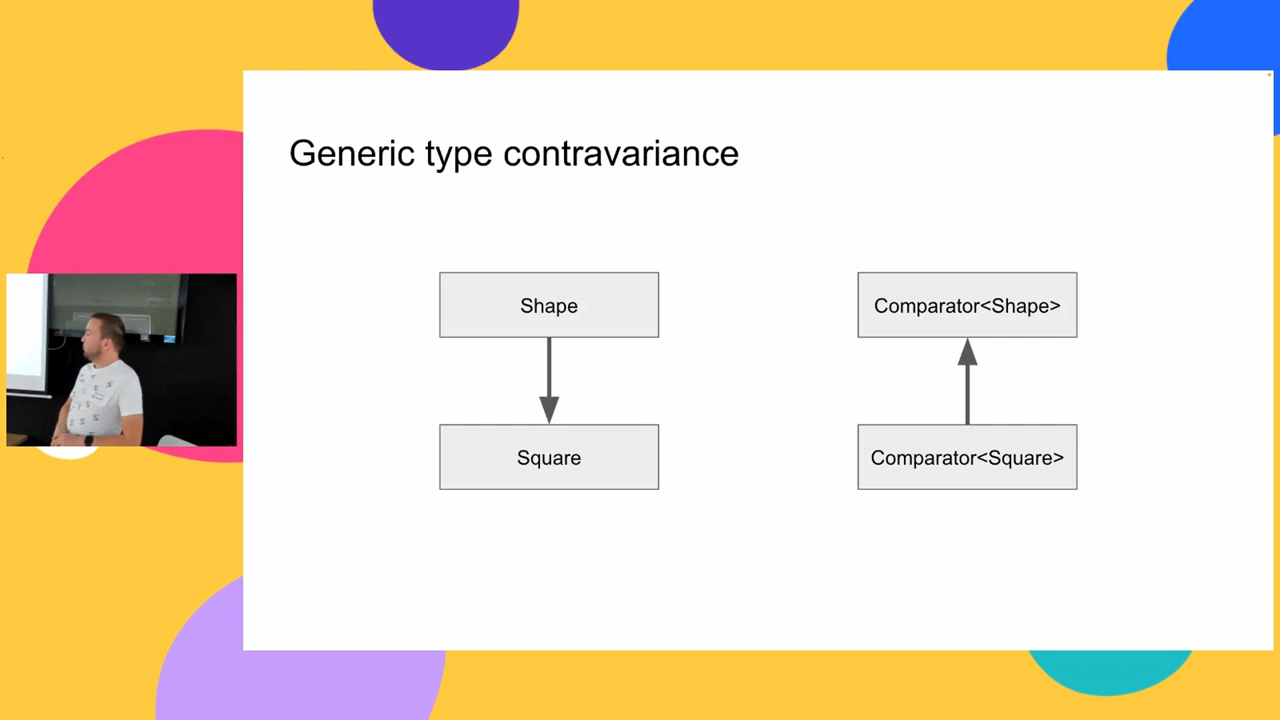 Generic type contravariance
Shape
Comparator<Shape>
Square
Comparator<Square>